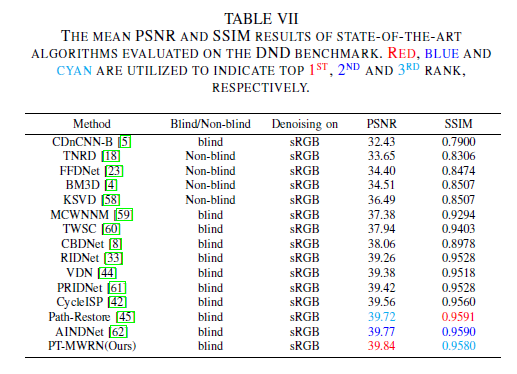 TABLE VII
THE MEAN PSNR AND SSIM RESULTS OF STATE-OF-THE-ART
ALGORITHMS EVALUATED ON THE DND BENCHMARK. RED, BLUE AND
CYAN ARE UTILIZED TO INDICATE TOP 1ST, 2ND AND 3RD RANK,
RESPECTIVELY.
Method Blind/Non-blind Denoising on PSNR SSIM
CDnCNN-B [5] blind sRGB 32.43 0.7900
TNRD [18] Non-blind sRGB 33.65 0.8306
FFDNet [23] Non-blind sRGB 34.40 0.8474
BM3D [4] Non-blind sRGB 34.51 0.8507
KSVD [58] Non-blind sRGB 36.49 0.8507
MCWNNM [59] blind sRGB 37.38 0.9294
TWSC [60] blind sRGB 37.94 0.9403
CBDNet [8] blind sRGB 38.06 0.8978
RIDNet [33] blind sRGB 39.26 0.9528
VDN [44] blind sRGB 39.38 0.9518
PRIDNet [61] blind sRGB 39.42 0.9528
CycleISP [42] blind sRGB 39.56 0.9560
Path-Restore [45] blind sRGB 39.72 0.9591
AINDNet [62] blind sRGB 39.77 0.9590
PT-MWRN(Ours) blind sRGB 39.84 0.9580